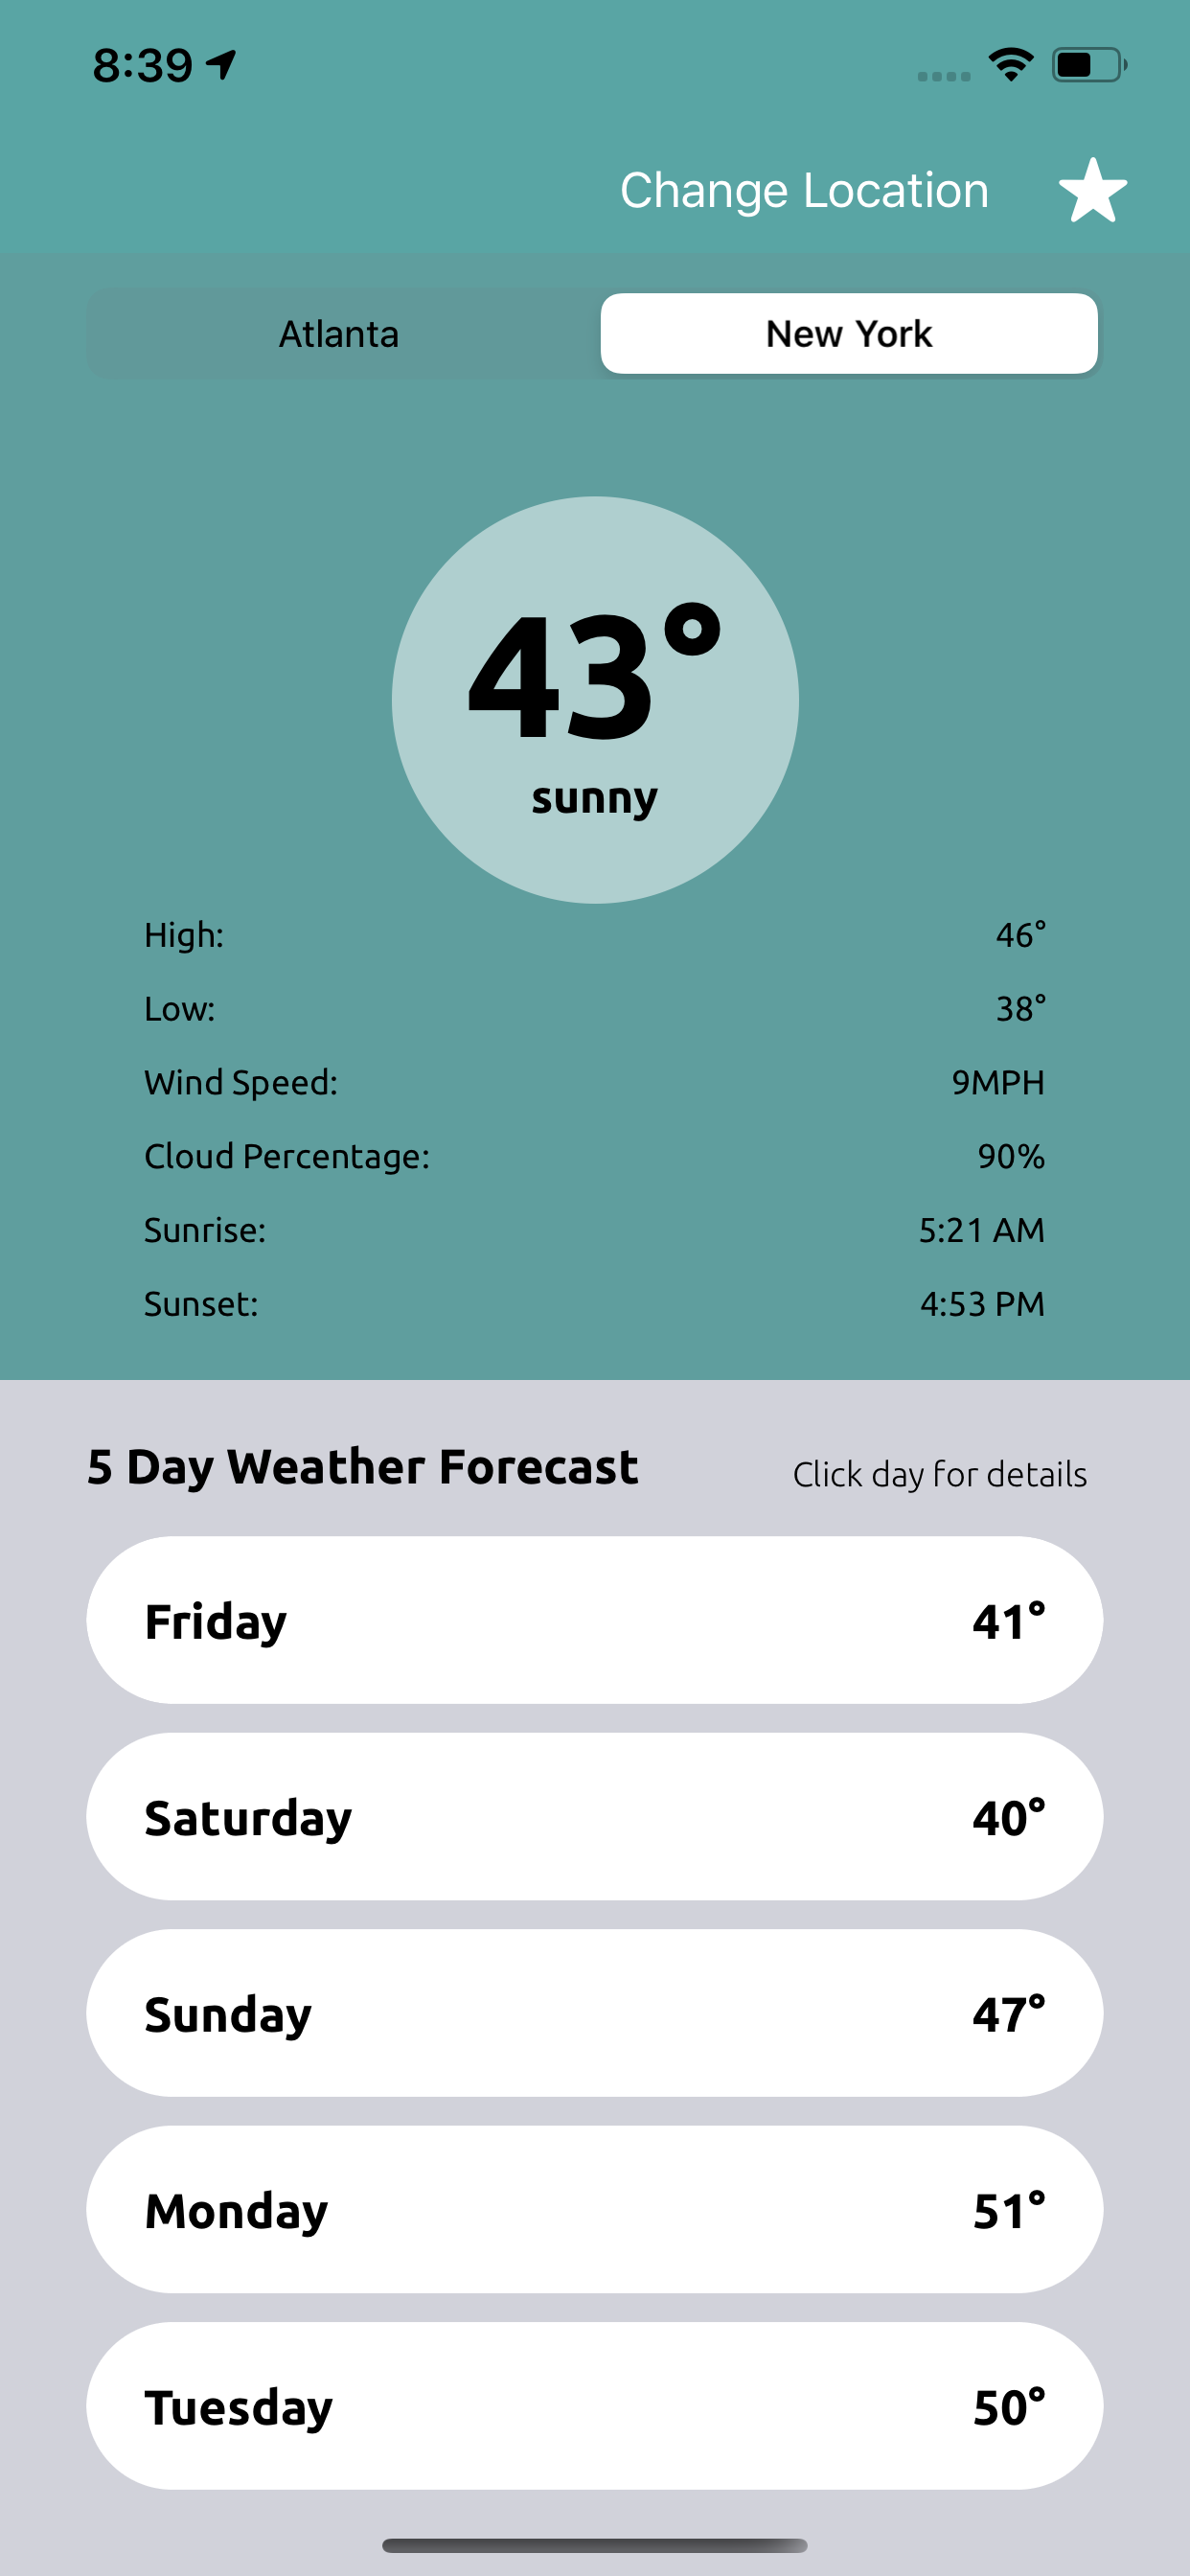 8:39
Change Location
Atlanta New York
43°
sunny
High: 46°
Low: 38°
Wind Speed: 9MPH
Cloud Percentage: 90%
Sunrise: 5:21 AM
Sunset: 4:53 PM
5 Day Weather Forecast Click day for details
Friday 41°
Saturday 40°
Sunday 47°
Monday 51°
Tuesday 50°